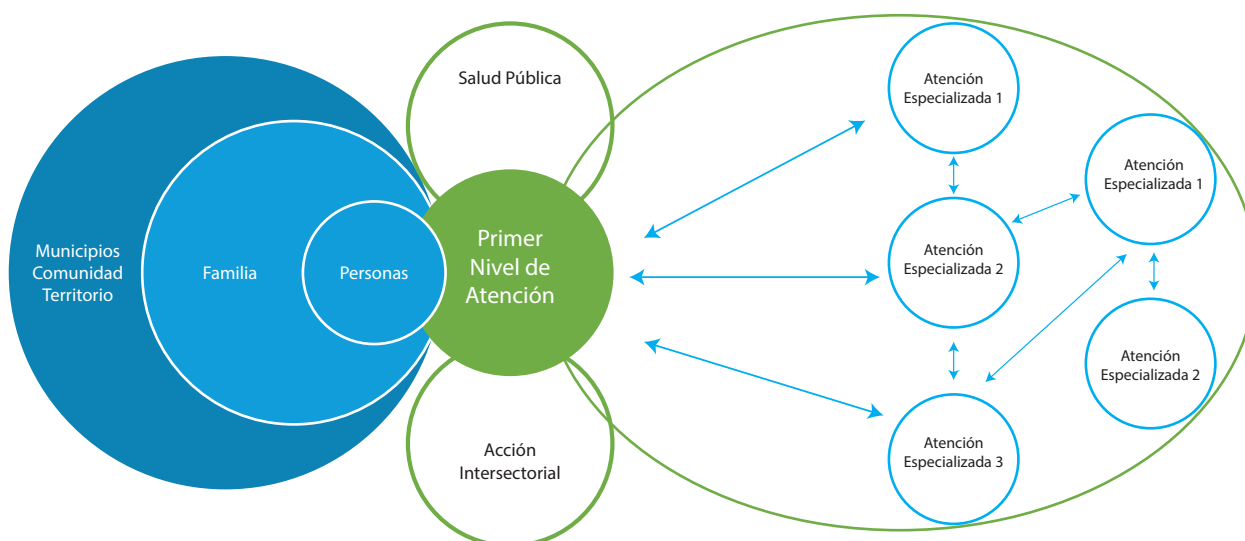 Salud Pública
Municipios
Comunidad
Territorio
Familia
Personas
Primer
Nivel de
Atención
Acción
Intersectorial
Atención
Especializada 1
Atención
Especializada 2
Atención
Especializada 3
Atención
Especializada 1
Atención
Especializada 2